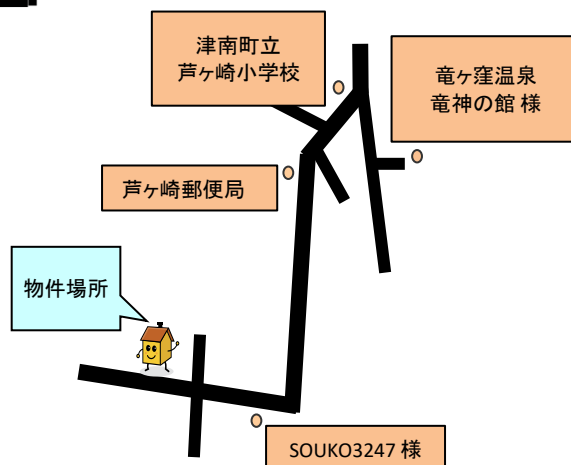 津南町立
芦ヶ崎小学校
竜ヶ窪温泉
竜神の館 様
芦ヶ崎郵便局
物件場所
SOUKO3247 様